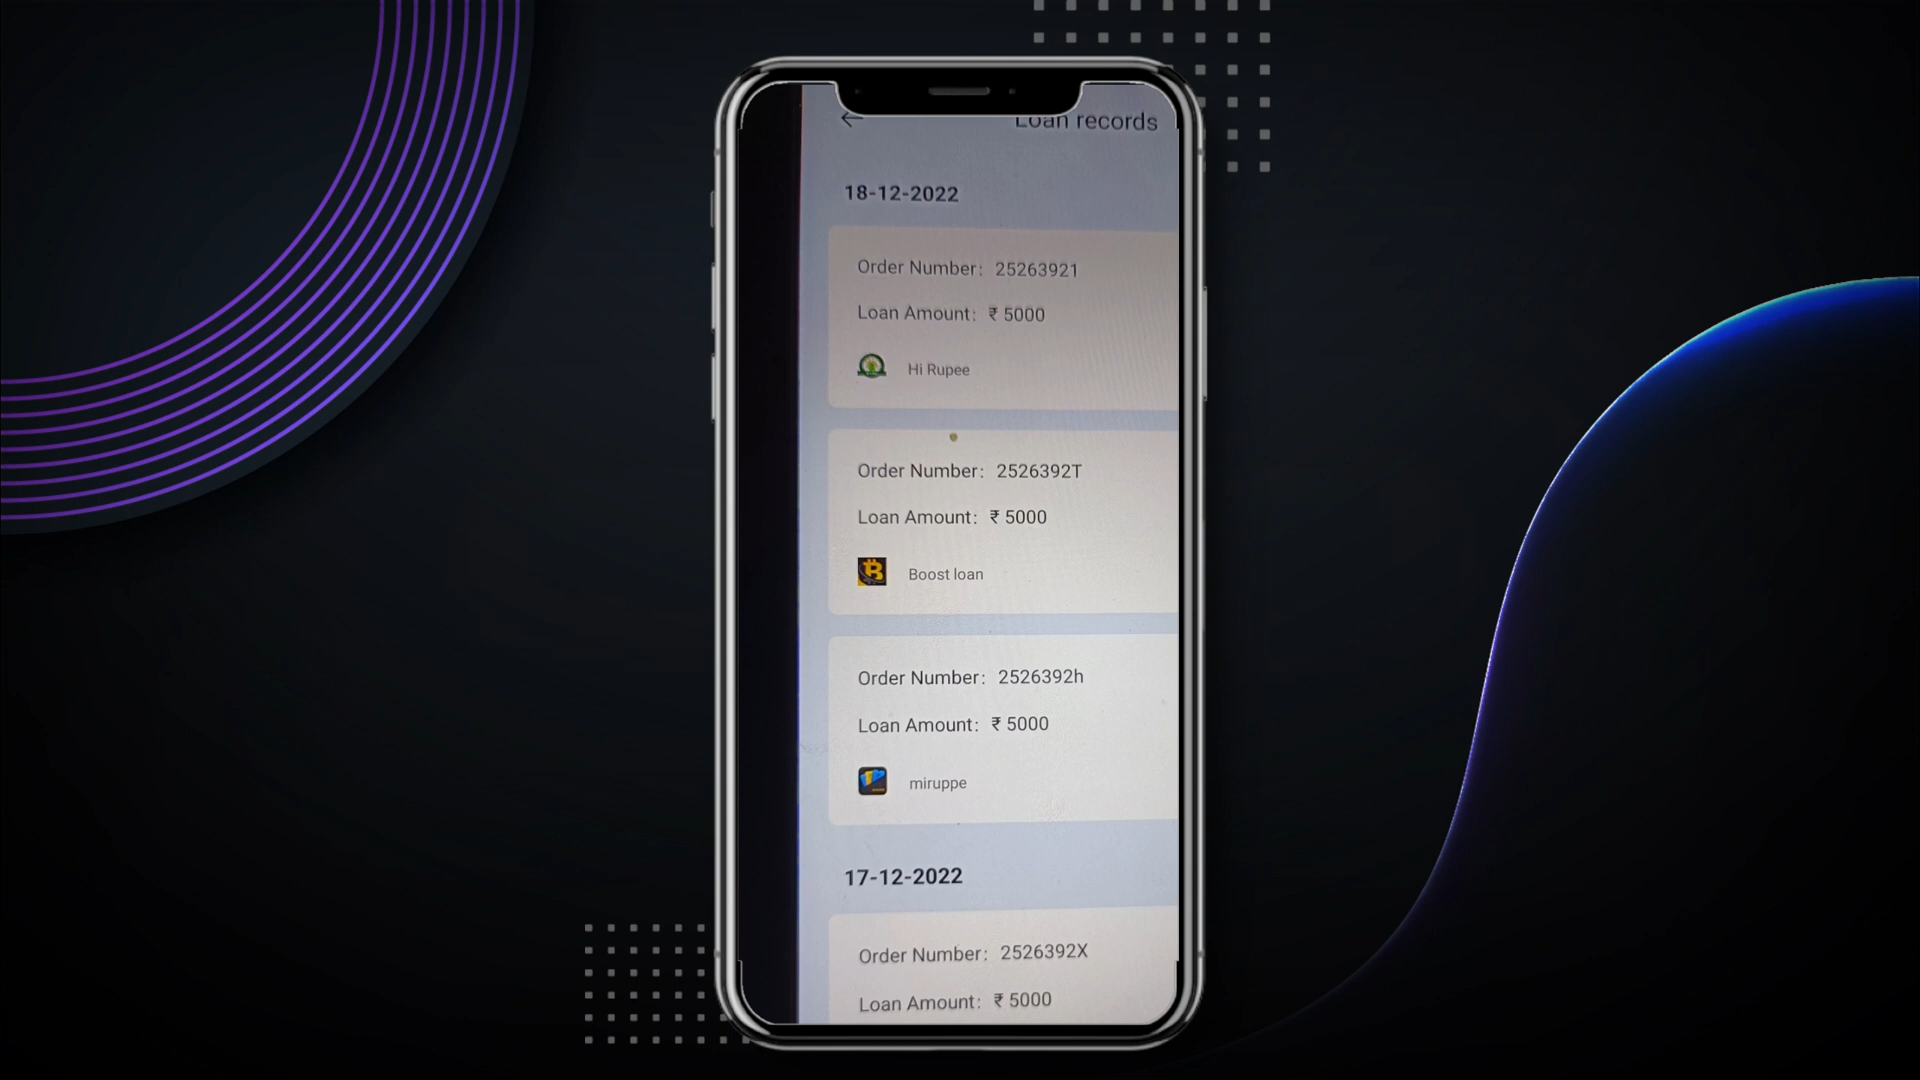 Loan records
18-12-2022
Order Number: 25263921
Loan Amount: ₹ 5000
Hi Rupee
Order Number: 2526392T
Loan Amount: ₹ 5000
Boost loan
Order Number: 2526392h
Loan Amount: ₹ 5000
miruppe
17-12-2022
Order Number: 2526392X
Loan Amount: ₹ 5000